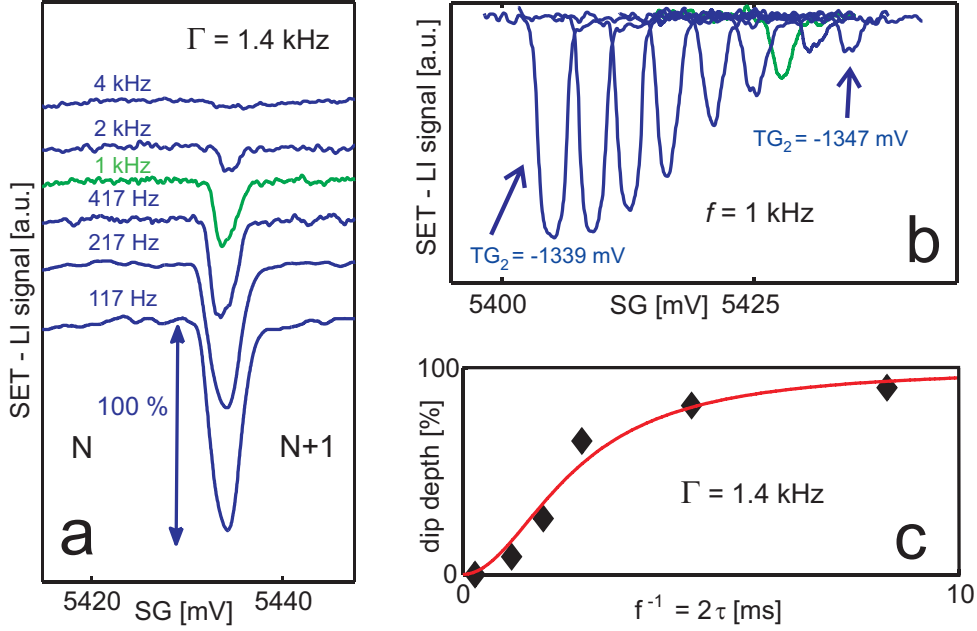 Γ = 1.4 kHz
4 kHz
2 kHz
1 kHz
417 Hz
217 Hz
117 Hz
100 %
N
N+1
a
SET - LI signal [a.u.]
5420
5440
SG [mV]
SET - LI signal [a.u.]
TG2 = -1347 mV
TG2 = -1339 mV
f = 1 kHz
b
5400
5425
SG [mV]
100
0
dip depth [%]
Γ = 1.4 kHz
c
0
10
f⁻¹ = 2τ [ms]